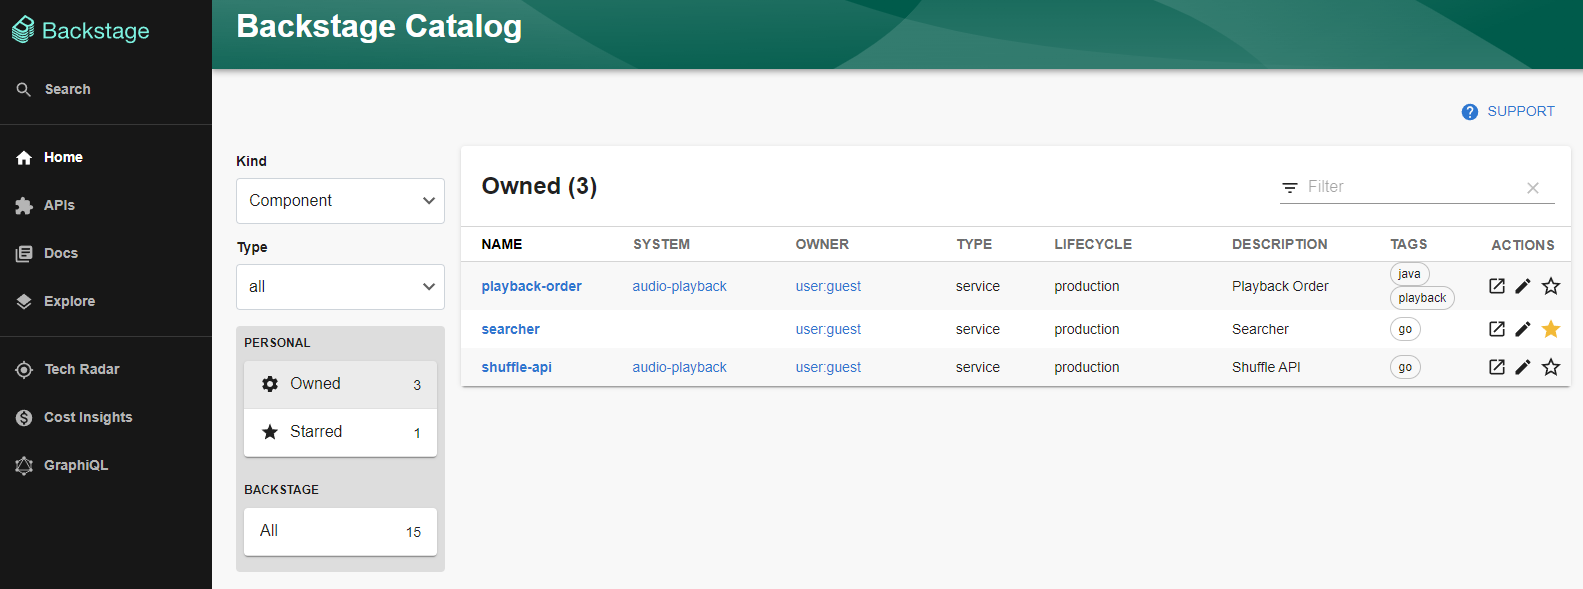 Backstage
Search
Home
APIs
Docs
Explore
Tech Radar
Cost Insights
GraphiQL
Backstage Catalog
SUPPORT
Kind
Component
Type
all
PERSONAL
Owned 3
Starred 1
BACKSTAGE
All 15
Owned (3)
Filter
NAME SYSTEM OWNER TYPE LIFECYCLE DESCRIPTION TAGS ACTIONS
playback-order audio-playback user:guest service production Playback Order java playback
searcher user:guest service production Searcher go
shuffle-api audio-playback user:guest service production Shuffle API go